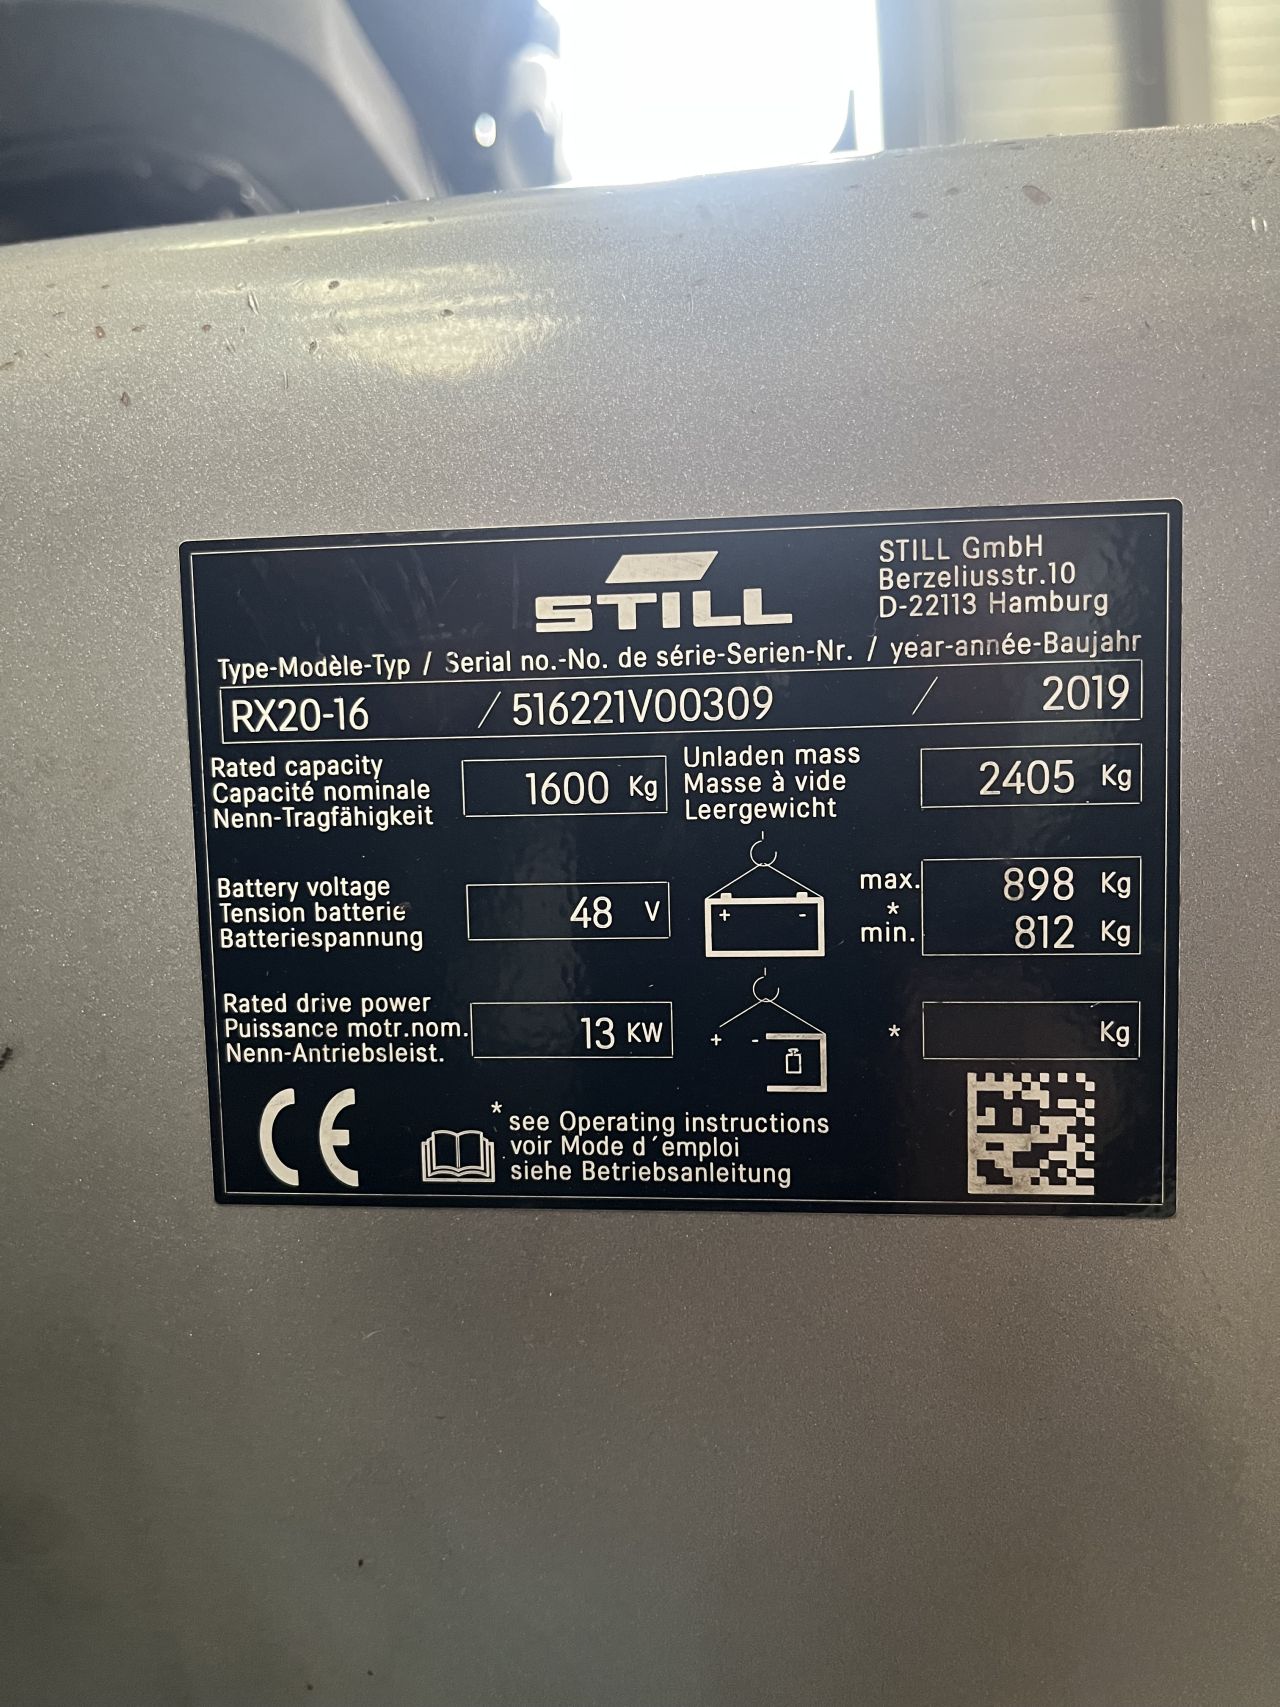 STILL
STILL GmbH
Berzeliusstr.10
D-22113 Hamburg
Type-Modèle-Typ / Serial no.-No. de série-Serien-Nr. / year-année-Baujahr
RX20-16 / 516221V00309 / 2019
Rated capacity
Capacité nominale
Nenn-Tragfähigkeit
1600 Kg
Unladen mass
Masse à vide
Leergewicht
2405 Kg
Battery voltage
Tension batterie
Batteriespannung
48 V
+ -
max. 898 Kg
*
min. 812 Kg
Rated drive power
Puissance motr.nom.
Nenn-Antriebsleist.
13 KW
+ -
* Kg
CE
* see Operating instructions
voir Mode d´emploi
siehe Betriebsanleitung